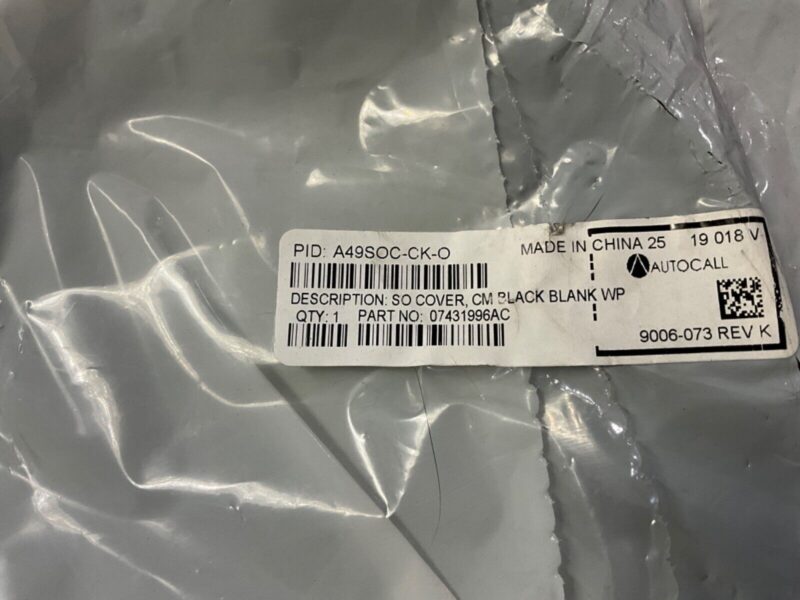 PID: A49SOC-CK-O
MADE IN CHINA 25 19 018 V
AUTOCALL
DESCRIPTION: SO COVER, CM BLACK BLANK WP
QTY: 1 PART NO: 07431996AC
9006-073 REV K